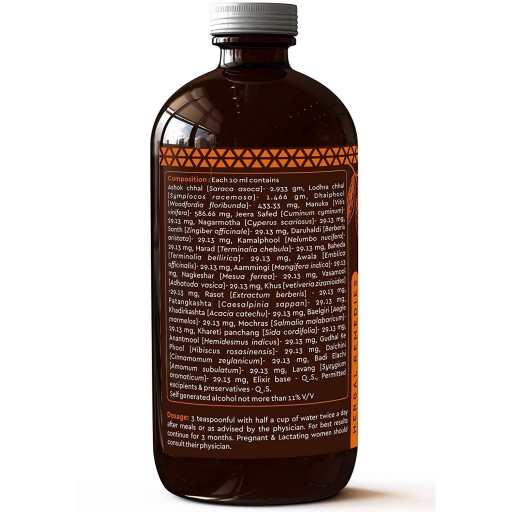 Composition : Each 10 ml contains
Ashok chhal [Saraca asoca]- 2.933 gm, Lodhra chhal
[Symplocos racemosa]- 1.466 gm, Dhaiphool
[Woodfordia floribunda]- 433.33 mg, Manuka [Vitis
vinifera]- 586.66 mg, Jeera Safed [Cuminum cyminum]-
29.13 mg, Nagarmotha [Cyperus scariosus]- 29.13 mg,
Sonth [Zingiber officinale]- 29.13 mg, Daruhaldi [Berberis
aristata]- 29.13 mg, Kamalphool [Nelumbo nucifera]-
29.13 mg, Harad [Terminalia chebula]- 29.13 mg, Baheda
[Terminalia bellirica]- 29.13 mg, Awala [Emblica
officinalis]- 29.13 mg, Aammingi [Mangifera indica]- 29.13
mg, Nagkeshar [Mesua ferrea]- 29.13 mg, Vasamool
[Adhatoda vasica]- 29.13 mg, Khus [vetiveria zizanioides]
-29.13 mg, Rasot [Extractum berberis] - 29.13 mg,
Patangkashta [Caesalpinia sappan]- 29.13 mg,
Khadirkashta [Acacia catechu]- 29.13 mg, Baelgiri [Aegle
marmelos]- 29.13 mg, Mochras [Salmalia malabarica]-
29.13 mg, Khareti panchang [Sida cordifolia]- 29.13 mg,
Anantmool [Hemidesmus indicus]- 29.13 mg, Gudhal Ke
Phool [Hibiscus rosasinensis]- 29.13 mg, Dalchini
[Cinnamomum zeylanicum]- 29.13 mg, Badi Elachi
[Amomum subulatum]- 29.13 mg, Lavang [Syzygium
aromaticum]- 29.13 mg, Elixir base - Q .S., Permitted
excipients & preservatives - Q .S.
Self generated alcohol not more than 11% V/V
Dosage: 3 teaspoonful with half a cup of water twice a day
after meals or as advised by the physician. For best results
continue for 3 months. Pregnant & Lactating women should
consult their physician.
HERBAL REMEDIES